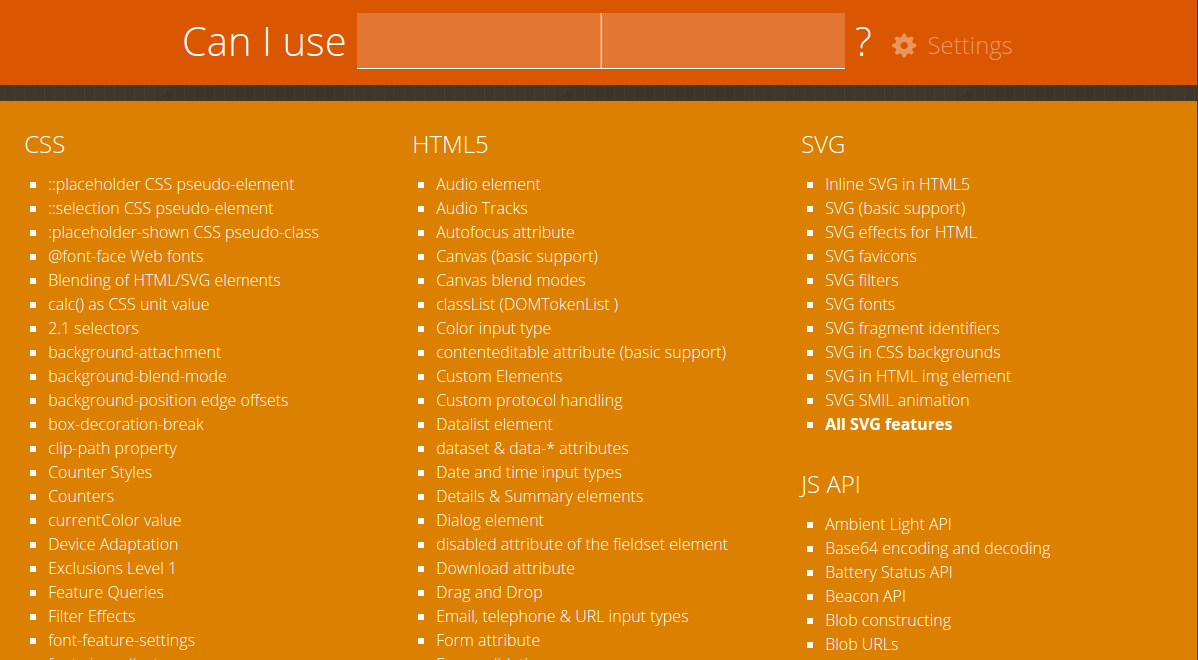 Can I use ? Settings
CSS
::placeholder CSS pseudo-element
::selection CSS pseudo-element
:placeholder-shown CSS pseudo-class
@font-face Web fonts
Blending of HTML/SVG elements
calc() as CSS unit value
2.1 selectors
background-attachment
background-blend-mode
background-position edge offsets
box-decoration-break
clip-path property
Counter Styles
Counters
currentColor value
Device Adaptation
Exclusions Level 1
Feature Queries
Filter Effects
font-feature-settings
HTML5
Audio element
Audio Tracks
Autofocus attribute
Canvas (basic support)
Canvas blend modes
classList (DOMTokenList )
Color input type
contenteditable attribute (basic support)
Custom Elements
Custom protocol handling
Datalist element
dataset & data-* attributes
Date and time input types
Details & Summary elements
Dialog element
disabled attribute of the fieldset element
Download attribute
Drag and Drop
Email, telephone & URL input types
Form attribute
SVG
Inline SVG in HTML5
SVG (basic support)
SVG effects for HTML
SVG favicons
SVG filters
SVG fonts
SVG fragment identifiers
SVG in CSS backgrounds
SVG in HTML img element
SVG SMIL animation
All SVG features
JS API
Ambient Light API
Base64 encoding and decoding
Battery Status API
Beacon API
Blob constructing
Blob URLs